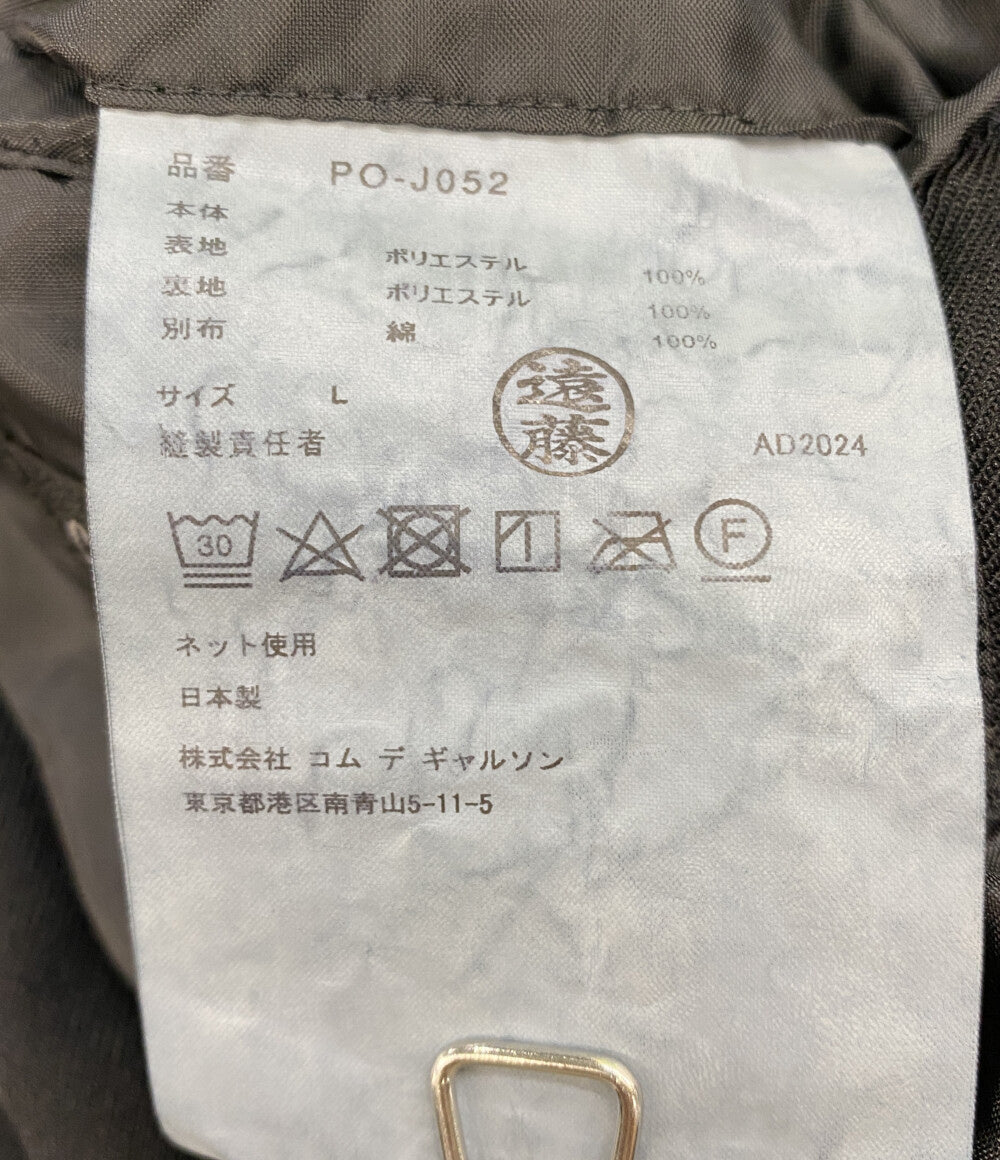 品番 PO-J052
本体
表地 ポリエステル 100%
裏地 ポリエステル 100%
別布 綿 100%
サイズ L
縫製責任者 遠藤 AD2024
30 F
ネット使用
日本製
株式会社 コム デ ギャルソン
東京都港区南青山5-11-5